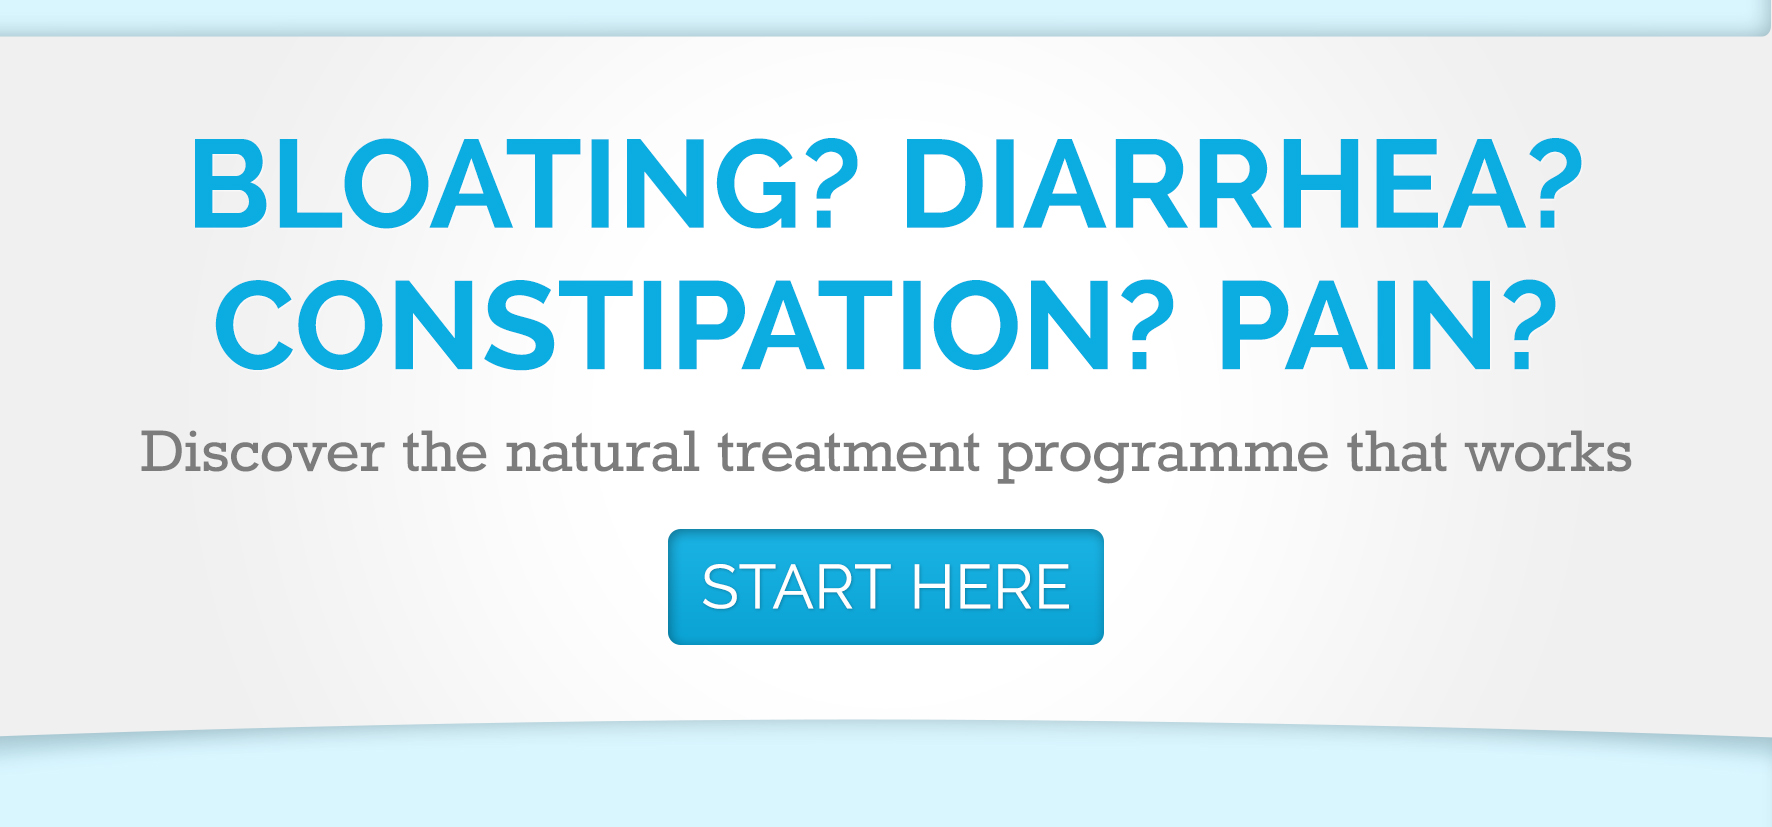 BLOATING? DIARRHEA?
CONSTIPATION? PAIN?
Discover the natural treatment programme that works
START HERE